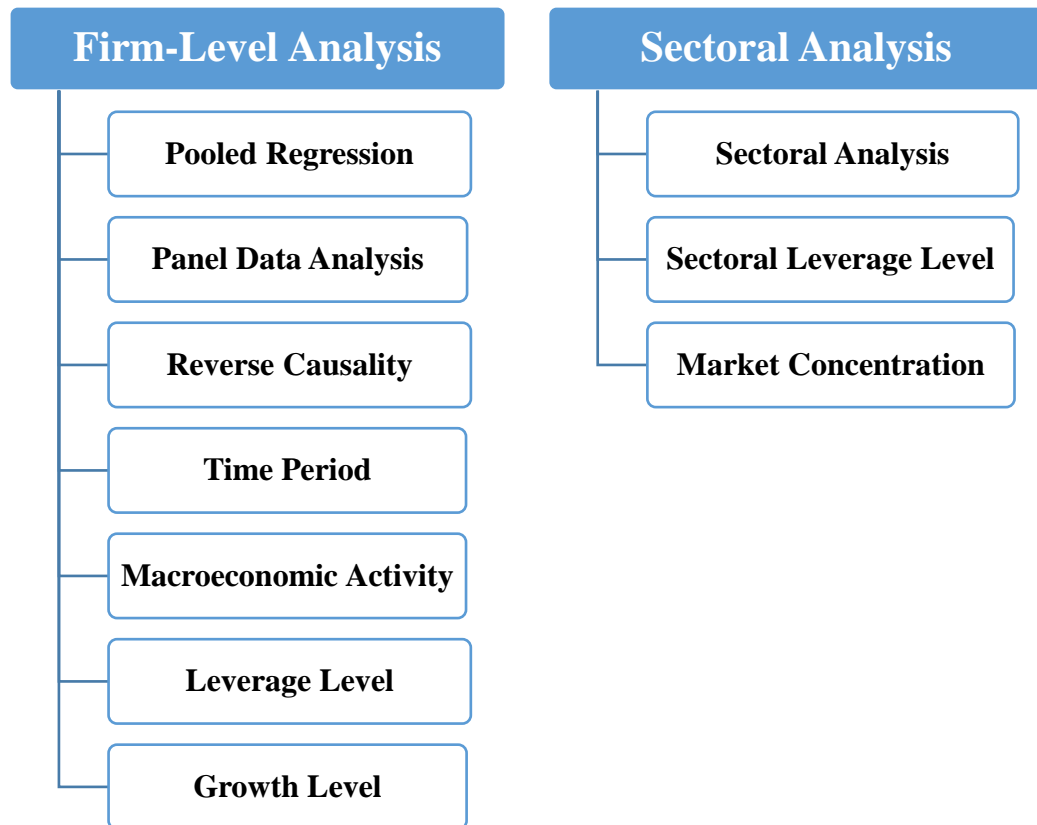 Firm-Level Analysis
Pooled Regression
Panel Data Analysis
Reverse Causality
Time Period
Macroeconomic Activity
Leverage Level
Growth Level
Sectoral Analysis
Sectoral Analysis
Sectoral Leverage Level
Market Concentration